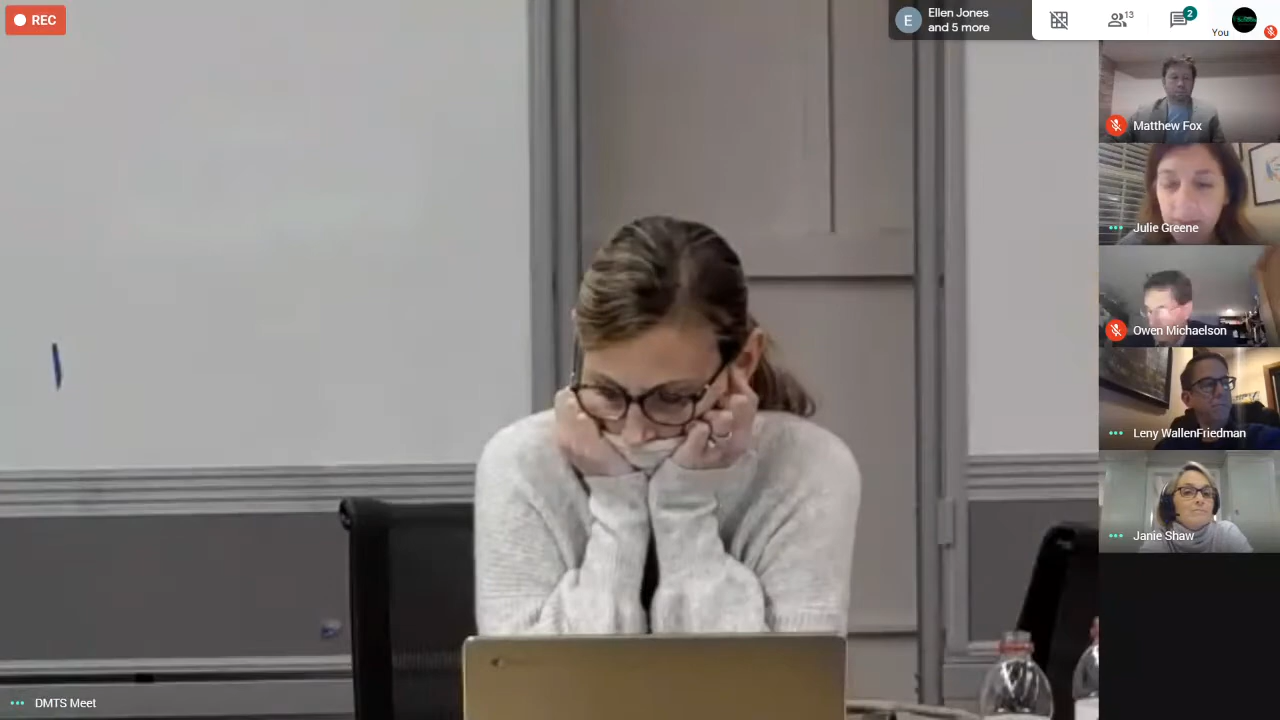 REC
E
Ellen Jones
and 5 more
13
2
You
Matthew Fox
Julie Greene
Owen Michaelson
Leny WallenFriedman
Janie Shaw
DMTS Meet